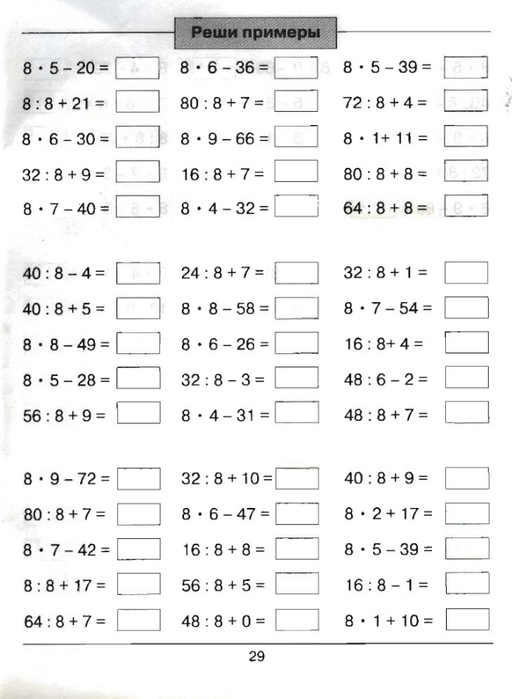 Реши примеры
8 · 5 – 20 = 8 · 6 – 36 = 8 · 5 – 39 =
8 : 8 + 21 = 80 : 8 + 7 = 72 : 8 + 4 =
8 · 6 – 30 = 8 · 9 – 66 = 8 · 1+ 11 =
32 : 8 + 9 = 16 : 8 + 7 = 80 : 8 + 8 =
8 · 7 – 40 = 8 · 4 – 32 = 64 : 8 + 8 =
40 : 8 – 4 = 24 : 8 + 7 = 32 : 8 + 1 =
40 : 8 + 5 = 8 · 8 – 58 = 8 · 7 – 54 =
8 · 8 – 49 = 8 · 6 – 26 = 16 : 8+ 4 =
8 · 5 – 28 = 32 : 8 – 3 = 48 : 6 – 2 =
56 : 8 + 9 = 8 · 4 – 31 = 48 : 8 + 7 =
8 · 9 – 72 = 32 : 8 + 10 = 40 : 8 + 9 =
80 : 8 + 7 = 8 · 6 – 47 = 8 · 2 + 17 =
8 · 7 – 42 = 16 : 8 + 8 = 8 · 5 – 39 =
8 : 8 + 17 = 56 : 8 + 5 = 16 : 8 – 1 =
64 : 8 + 7 = 48 : 8 + 0 = 8 · 1 + 10 =
29